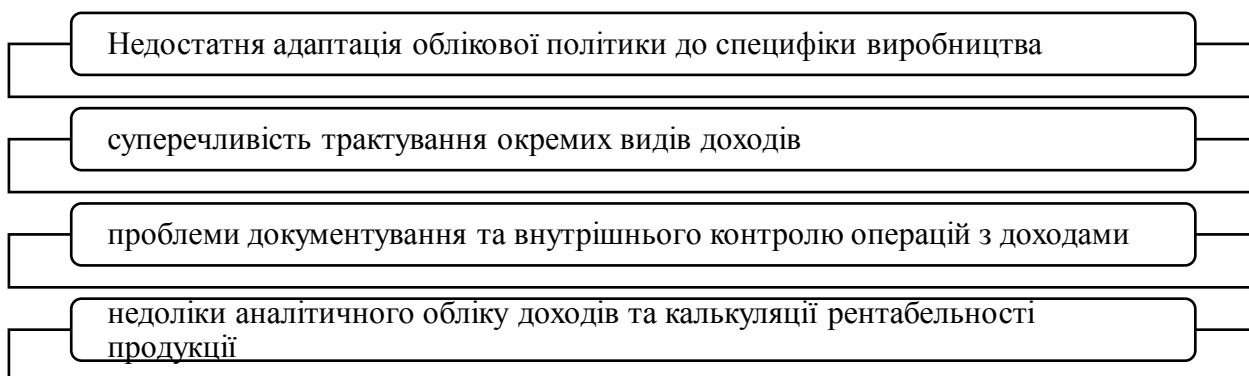 Недостатня адаптація облікової політики до специфіки виробництва
суперечливість трактування окремих видів доходів
проблеми документування та внутрішнього контролю операцій з доходами
недоліки аналітичного обліку доходів та калькуляції рентабельності
продукції